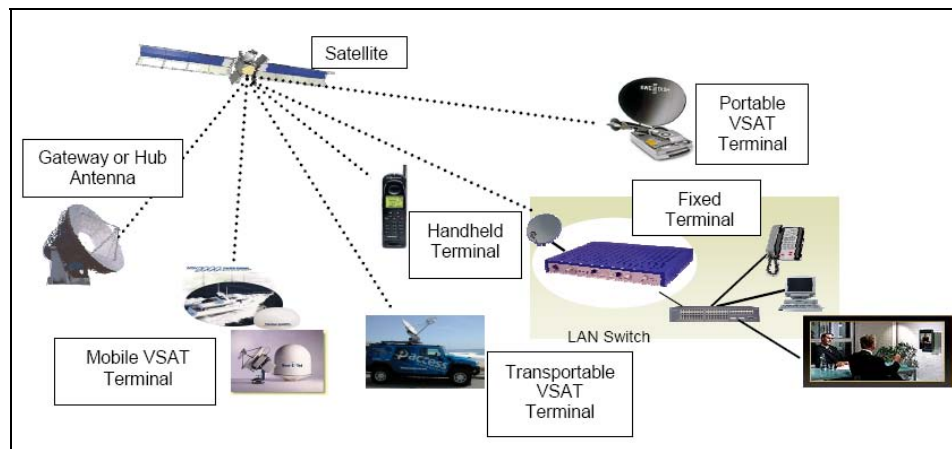 Satellite
Portable
VSAT
Terminal
Gateway or Hub
Antenna
Fixed
Terminal
Handheld
Terminal
LAN Switch
Mobile VSAT
Terminal
access
Transportable
VSAT
Terminal